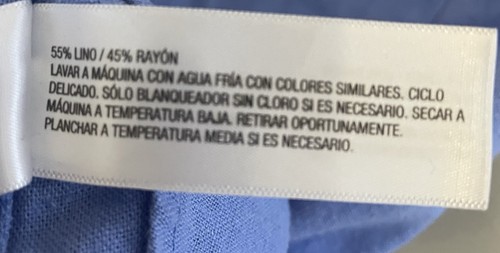 55% LINO / 45% RAYÓN
LAVAR A MÁQUINA CON AGUA FRÍA CON COLORES SIMILARES. CICLO
DELICADO. SÓLO BLANQUEADOR SIN CLORO SI ES NECESARIO. SECAR A
MÁQUINA A TEMPERATURA BAJA. RETIRAR OPORTUNAMENTE.
PLANCHAR A TEMPERATURA MEDIA SI ES NECESARIO.